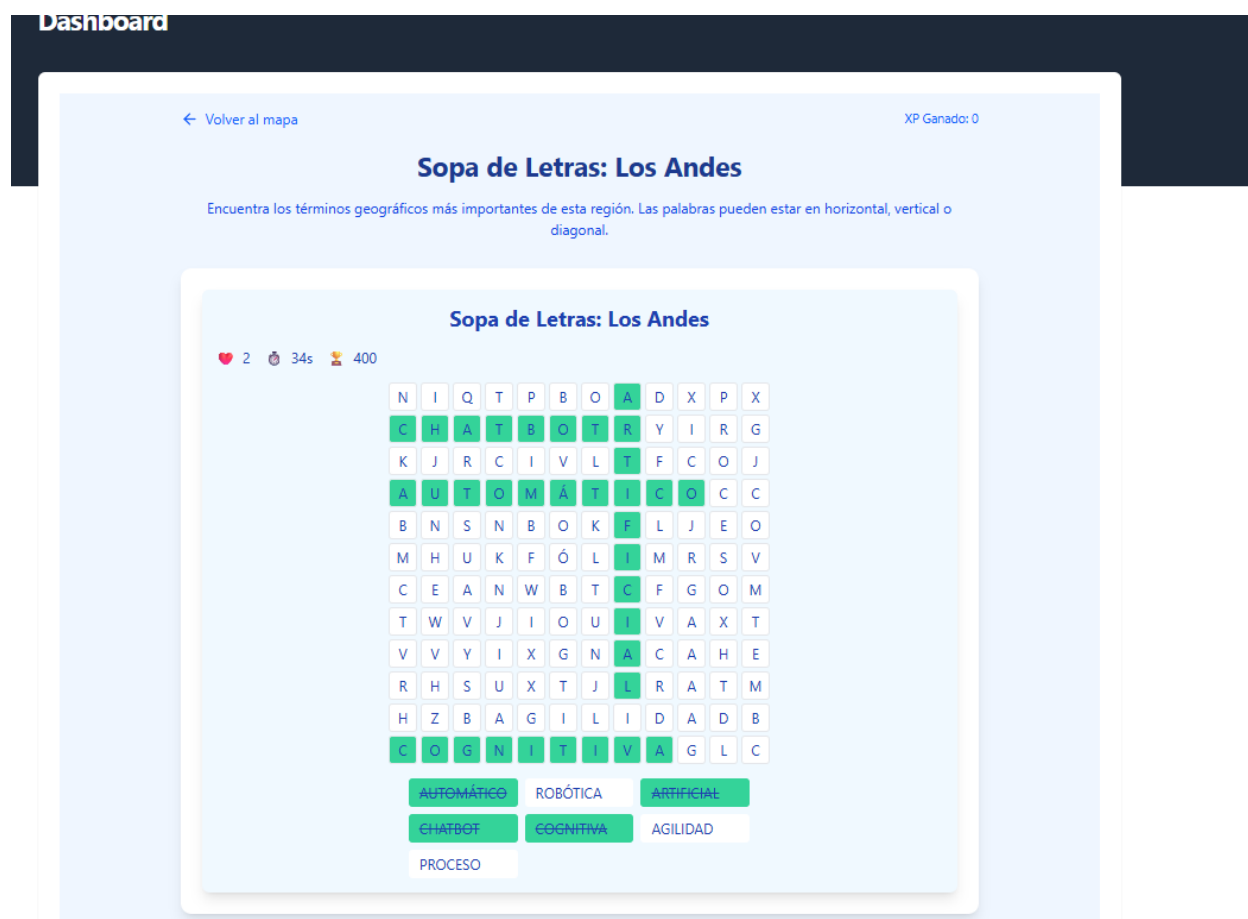 Dashboard
← Volver al mapa XP Ganado: 0
Sopa de Letras: Los Andes
Encuentra los términos geográficos más importantes de esta región. Las palabras pueden estar en horizontal, vertical o
diagonal.
Sopa de Letras: Los Andes
2 34s 400
N I Q T P B O A D X P X
C H A T B O T R Y I R G
K J R C I V L T F C O J
A U T O M Á T I C O C C
B N S N B O K F L J E O
M H U K F Ó L I M R S V
C E A N W B T C F G O M
T W V J I O U I V A X T
V V Y I X G N A C A H E
R H S U X T J L R A T M
H Z B A G I L I D A D B
C O G N I T I V A G L C
AUTOMÁTICO ROBÓTICA ARTIFICIAL
CHATBOT COGNITIVA AGILIDAD
PROCESO